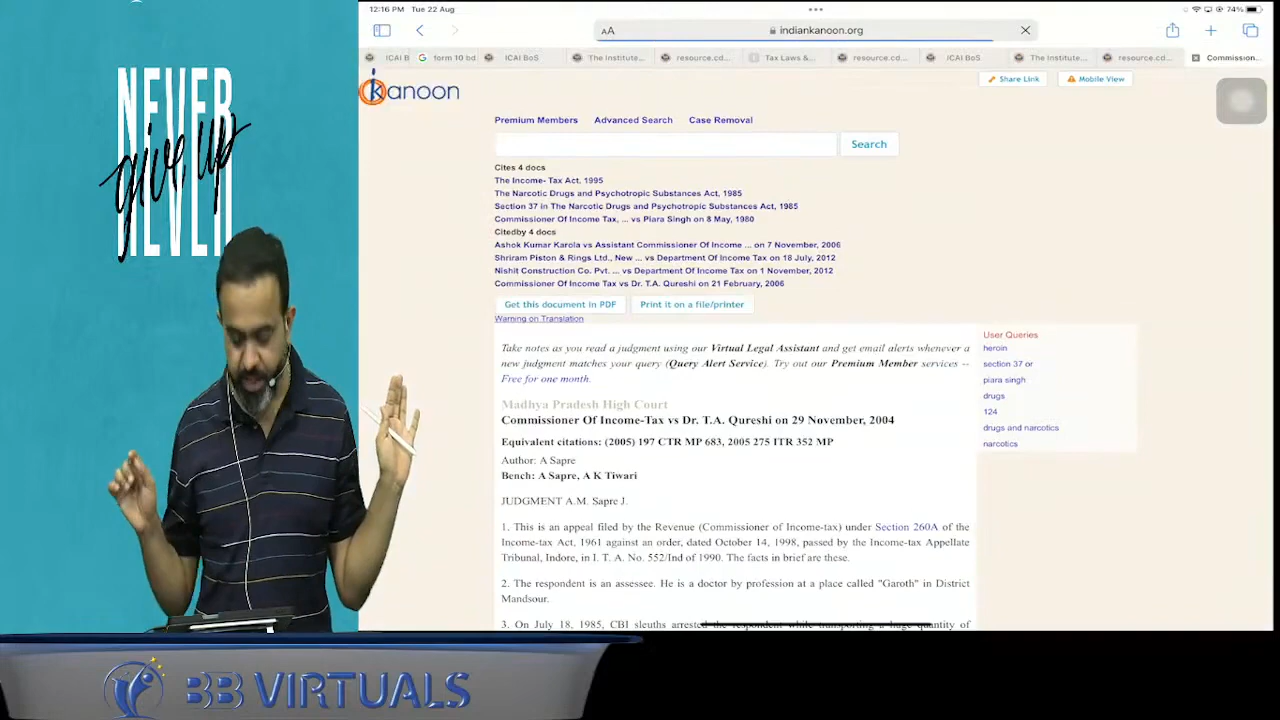 12:16 PM Tue 22 Aug
74%
AA
indiankanoon.org
ICAI B
form 10 bd
ICAI BoS
The Institute...
resource.cd...
Tax Laws &...
resource.cd...
ICAI BoS
The Institute...
resource.cd...
Commission...
kanoon
Share Link
Mobile View
Premium Members Advanced Search Case Removal
Search
Cites 4 docs
The Income- Tax Act, 1995
The Narcotic Drugs and Psychotropic Substances Act, 1985
Section 37 in The Narcotic Drugs and Psychotropic Substances Act, 1985
Commissioner Of Income Tax, ... vs Piara Singh on 8 May, 1980
Citedby 4 docs
Ashok Kumar Karola vs Assistant Commissioner Of Income ... on 7 November, 2006
Shriram Piston & Rings Ltd., New ... vs Department Of Income Tax on 18 July, 2012
Nishit Construction Co. Pvt. ... vs Department Of Income Tax on 1 November, 2012
Commissioner Of Income Tax vs Dr. T.A. Qureshi on 21 February, 2006
Get this document in PDF Print it on a file/printer
Warning on Translation
Take notes as you read a judgment using our Virtual Legal Assistant and get email alerts whenever a
new judgment matches your query (Query Alert Service). Try out our Premium Member services --
Free for one month.
Madhya Pradesh High Court
Commissioner Of Income-Tax vs Dr. T.A. Qureshi on 29 November, 2004
Equivalent citations: (2005) 197 CTR MP 683, 2005 275 ITR 352 MP
Author: A Sapre
Bench: A Sapre, A K Tiwari
JUDGMENT A.M. Sapre J.
1. This is an appeal filed by the Revenue (Commissioner of Income-tax) under Section 260A of the
Income-tax Act, 1961 against an order, dated October 14, 1998, passed by the Income-tax Appellate
Tribunal, Indore, in I. T. A. No. 552/Ind of 1990. The facts in brief are these.
2. The respondent is an assessee. He is a doctor by profession at a place called "Garoth" in District
Mandsour.
3. On July 18, 1985, CBI sleuths arrested the respondent while transporting a huge quantity of
User Queries
heroin
section 37 or
piara singh
drugs
124
drugs and narcotics
narcotics
NEVER
give up
NEVER
BB VIRTUALS